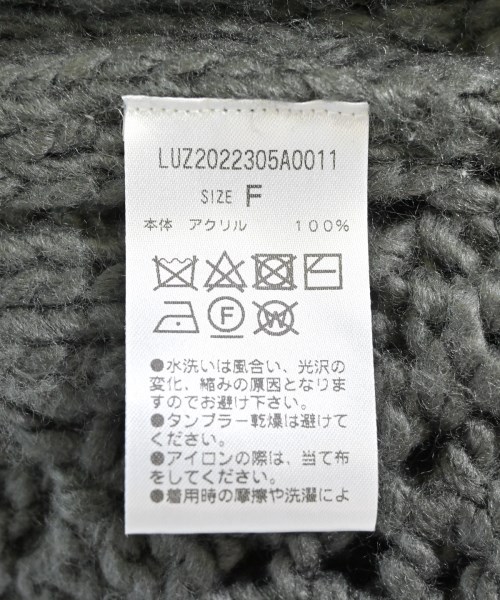 LUZ2022305A0011
SIZE F
本体 アクリル 100%
F W
●水洗いは風合い、光沢の
変化、縮みの原因となりま
すのでお避け下さい。
●タンブラー乾燥は避けて
ください。
●アイロンの際は、当て布
をしてください。
●着用時の摩擦や洗濯によ